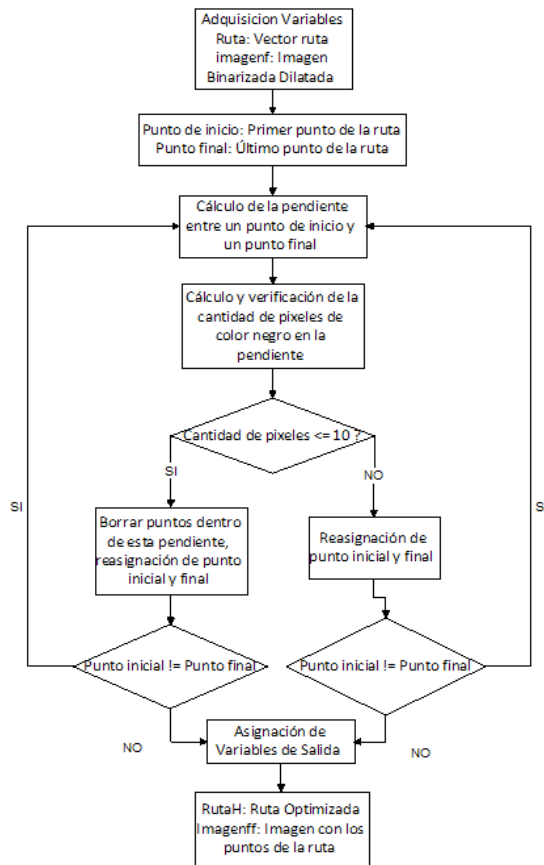 Adquisicion Variables
Ruta: Vector ruta
imagenf: Imagen
Binarizada Dilatada
Punto de inicio: Primer punto de la ruta
Punto final: Último punto de la ruta
Cálculo de la pendiente
entre un punto de inicio y
un punto final
Cálculo y verificación de la
cantidad de pixeles de
color negro en la
pendiente
Cantidad de pixeles <= 10 ?
SI
NO
SI
S
Borrar puntos dentro
de esta pendiente,
reasignación de punto
inicial y final
Reasignación de
punto inicial y final
Punto inicial != Punto final
Punto inicial != Punto final
NO
NO
Asignación de
Variables de Salida
RutaH: Ruta Optimizada
Imagenff: Imagen con los
puntos de la ruta